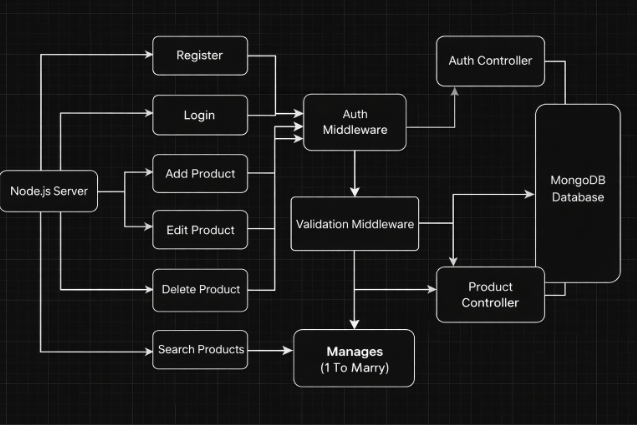 Register
Auth Controller
Login
Auth
Middleware
Add Product
Node.js Server
MongoDB
Database
Edit Product
Validation Middleware
Delete Product
Product
Controller
Search Products
Manages
(1 To Marry)